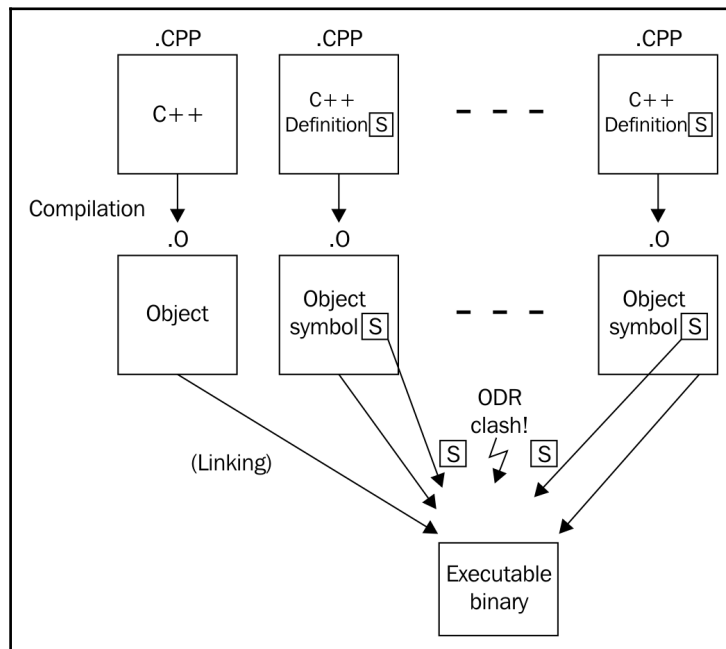 .CPP
.CPP
.CPP
C++
C++
Definition S
C++
Definition S
Compilation
.O
.O
.O
Object
Object
symbol S
Object
symbol S
ODR
clash!
S
S
(Linking)
Executable
binary